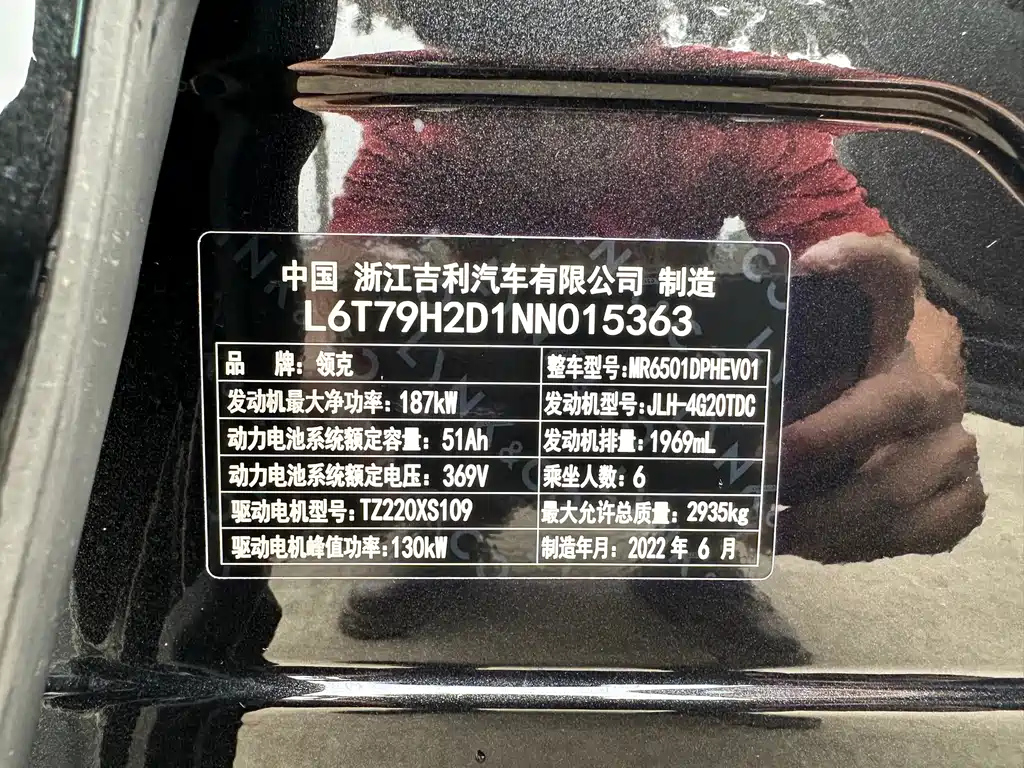 中国 浙江吉利汽车有限公司 制造
L6T79H2D1NN015363
品 牌：领克 整车型号：MR6501DPHEV01
发动机最大净功率：187kW 发动机型号：JLH-4G20TDC
动力电池系统额定容量：51Ah 发动机排量：1969mL
动力电池系统额定电压：369V 乘坐人数：6
驱动电机型号：TZ220XS109 最大允许总质量：2935kg
驱动电机峰值功率：130kW 制造年月：2022年6月